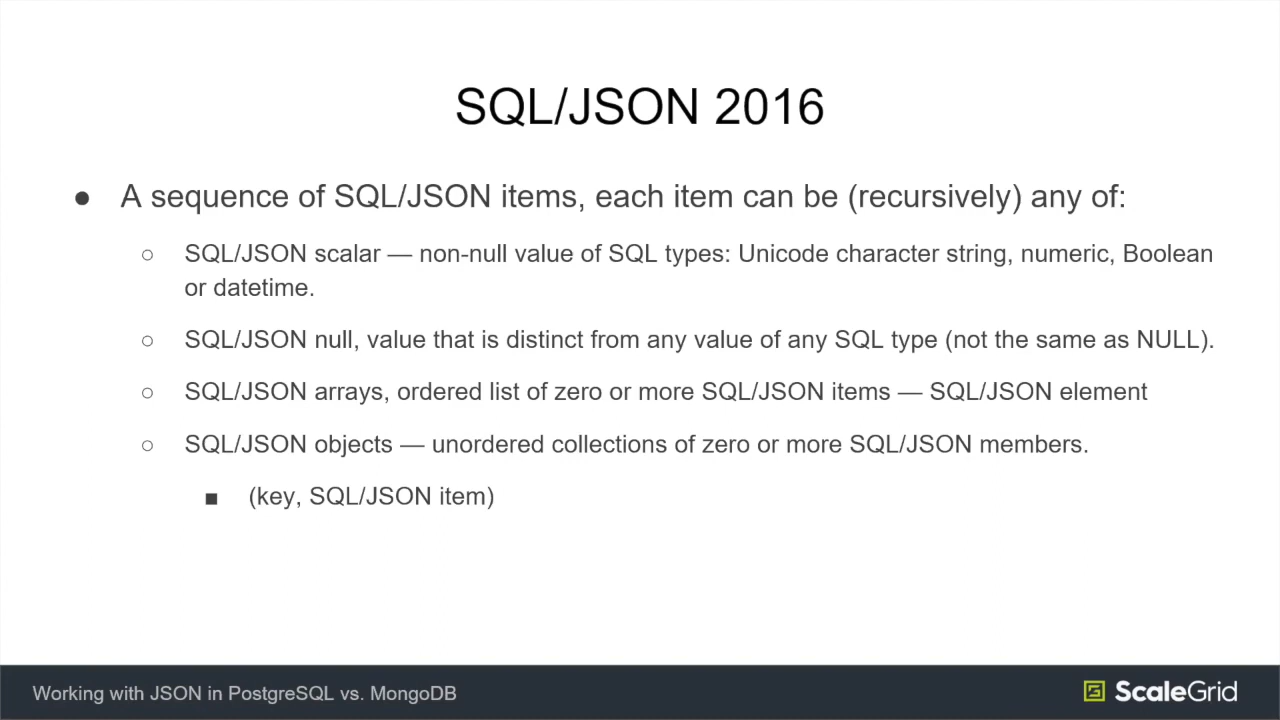 SQL/JSON 2016
● A sequence of SQL/JSON items, each item can be (recursively) any of:
○ SQL/JSON scalar — non-null value of SQL types: Unicode character string, numeric, Boolean
or datetime.
○ SQL/JSON null, value that is distinct from any value of any SQL type (not the same as NULL).
○ SQL/JSON arrays, ordered list of zero or more SQL/JSON items — SQL/JSON element
○ SQL/JSON objects — unordered collections of zero or more SQL/JSON members.
■ (key, SQL/JSON item)
Working with JSON in PostgreSQL vs. MongoDB
ScaleGrid